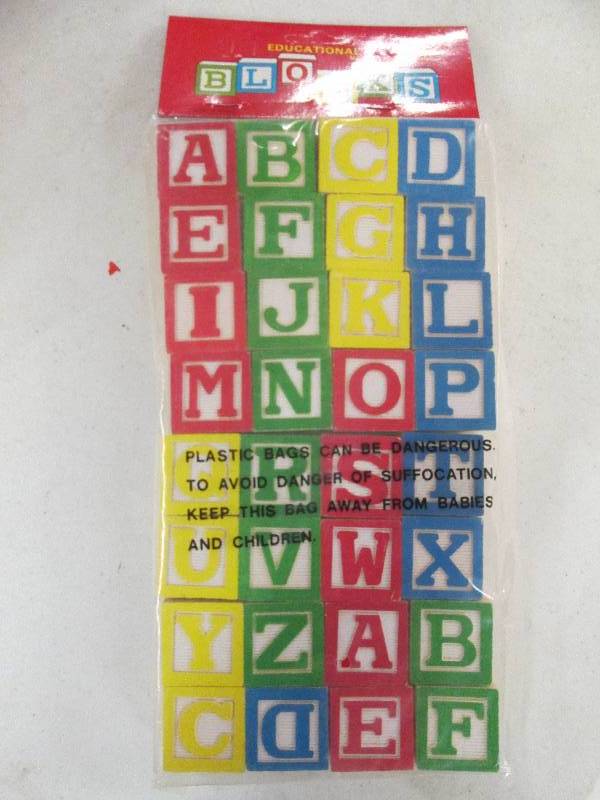 EDUCATIONAL
BLOCKS
A B C D
E F G H
I J K L
M N O P
Q R S T
PLASTIC BAGS CAN BE DANGEROUS.
TO AVOID DANGER OF SUFFOCATION,
KEEP THIS BAG AWAY FROM BABIES
AND CHILDREN.
U V W X
Y Z A B
C D E F